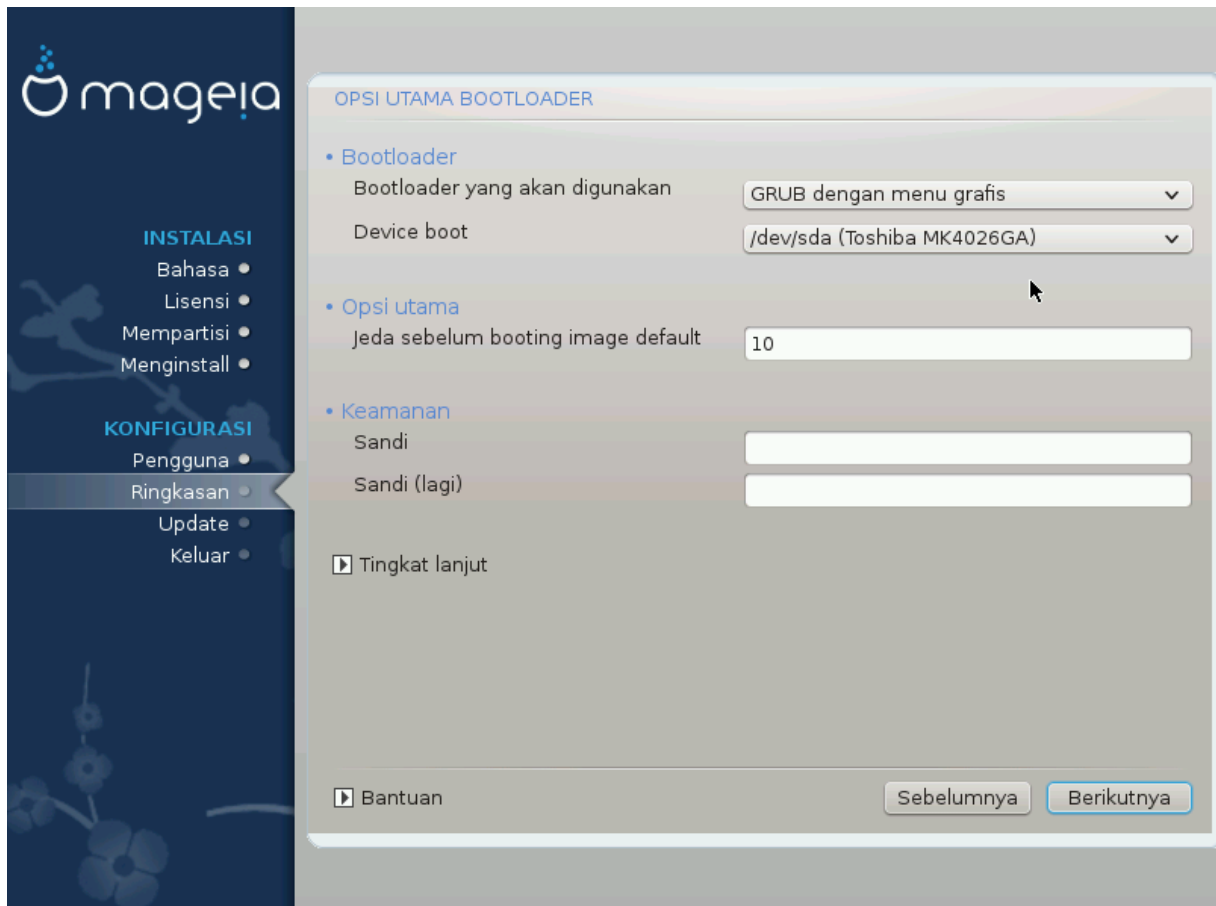 mageia
INSTALASI
Bahasa
Lisensi
Mempartisi
Menginstall
KONFIGURASI
Pengguna
Ringkasan
Update
Keluar
OPSI UTAMA BOOTLOADER
• Bootloader
Bootloader yang akan digunakan
GRUB dengan menu grafis
Device boot
/dev/sda (Toshiba MK4026GA)
• Opsi utama
Jeda sebelum booting image default
10
• Keamanan
Sandi
Sandi (lagi)
Tingkat lanjut
Bantuan
Sebelumnya
Berikutnya